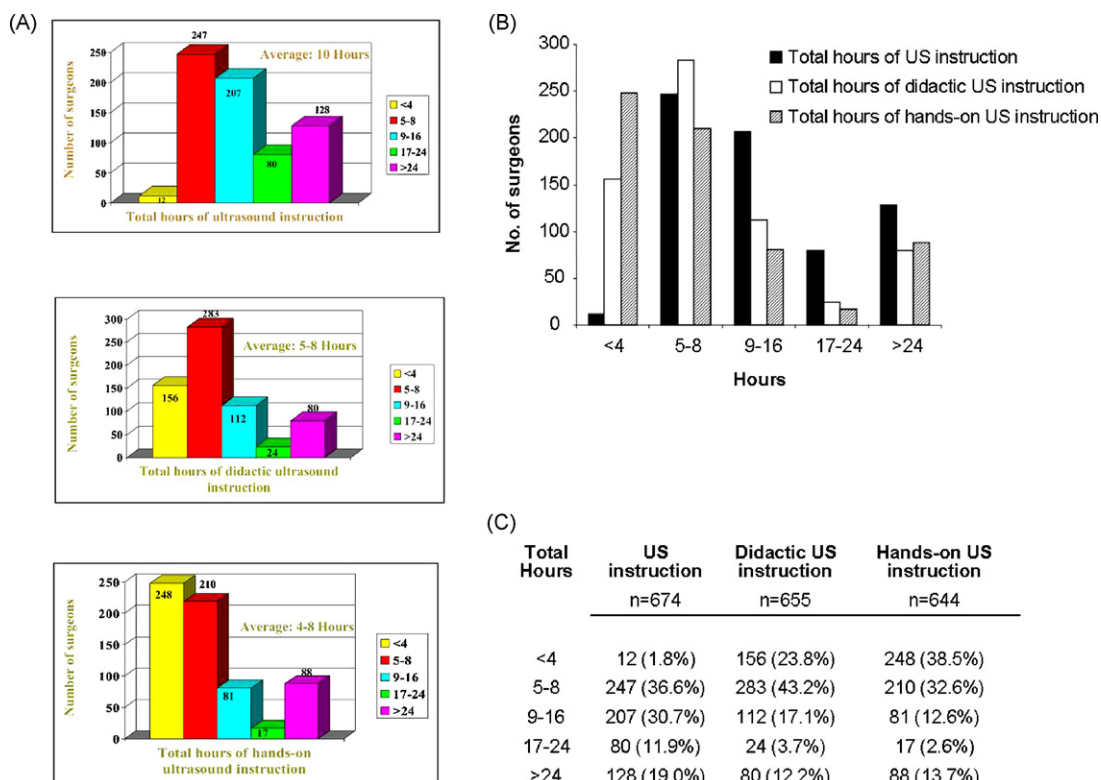 (A)
247
Average: 10 Hours
Number of surgeons
250
200
150
100
50
0
12
207
80
128
<4
5-8
9-16
17-24
>24
Total hours of ultrasound instruction
283
Average: 5-8 Hours
Number of surgeons
300
250
200
150
100
50
0
156
112
24
80
<4
5-8
9-16
17-24
>24
Total hours of didactic ultrasound
instruction
210
Average: 4-8 Hours
Number of surgeons
250
200
150
100
50
0
248
81
17
88
<4
5-8
9-16
17-24
>24
Total hours of hands-on
ultrasound instruction
(B)
Total hours of US instruction
Total hours of didactic US instruction
Total hours of hands-on US instruction
No. of surgeons
300
250
200
150
100
50
0
<4 5-8 9-16 17-24 >24
Hours
(C)
Total Hours US instruction Didactic US instruction Hands-on US instruction
n=674 n=655 n=644
<4 12 (1.8%) 156 (23.8%) 248 (38.5%)
5-8 247 (36.6%) 283 (43.2%) 210 (32.6%)
9-16 207 (30.7%) 112 (17.1%) 81 (12.6%)
17-24 80 (11.9%) 24 (3.7%) 17 (2.6%)
>24 128 (19.0%) 80 (12.2%) 88 (13.7%)